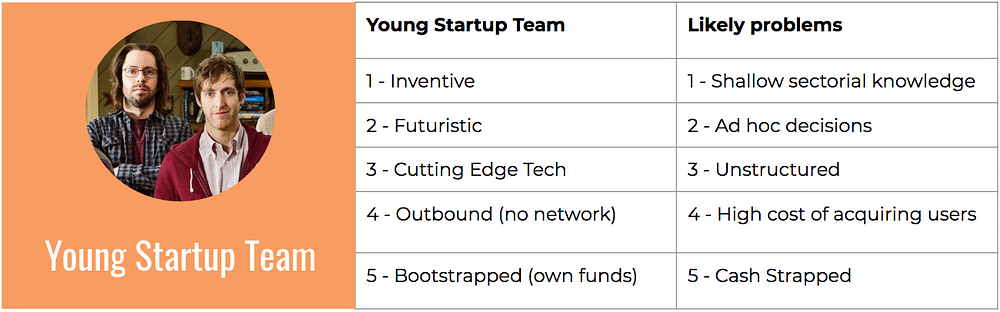 Young Startup Team
Young Startup Team Likely problems
1 - Inventive 1 - Shallow sectorial knowledge
2 - Futuristic 2 - Ad hoc decisions
3 - Cutting Edge Tech 3 - Unstructured
4 - Outbound (no network) 4 - High cost of acquiring users
5 - Bootstrapped (own funds) 5 - Cash Strapped